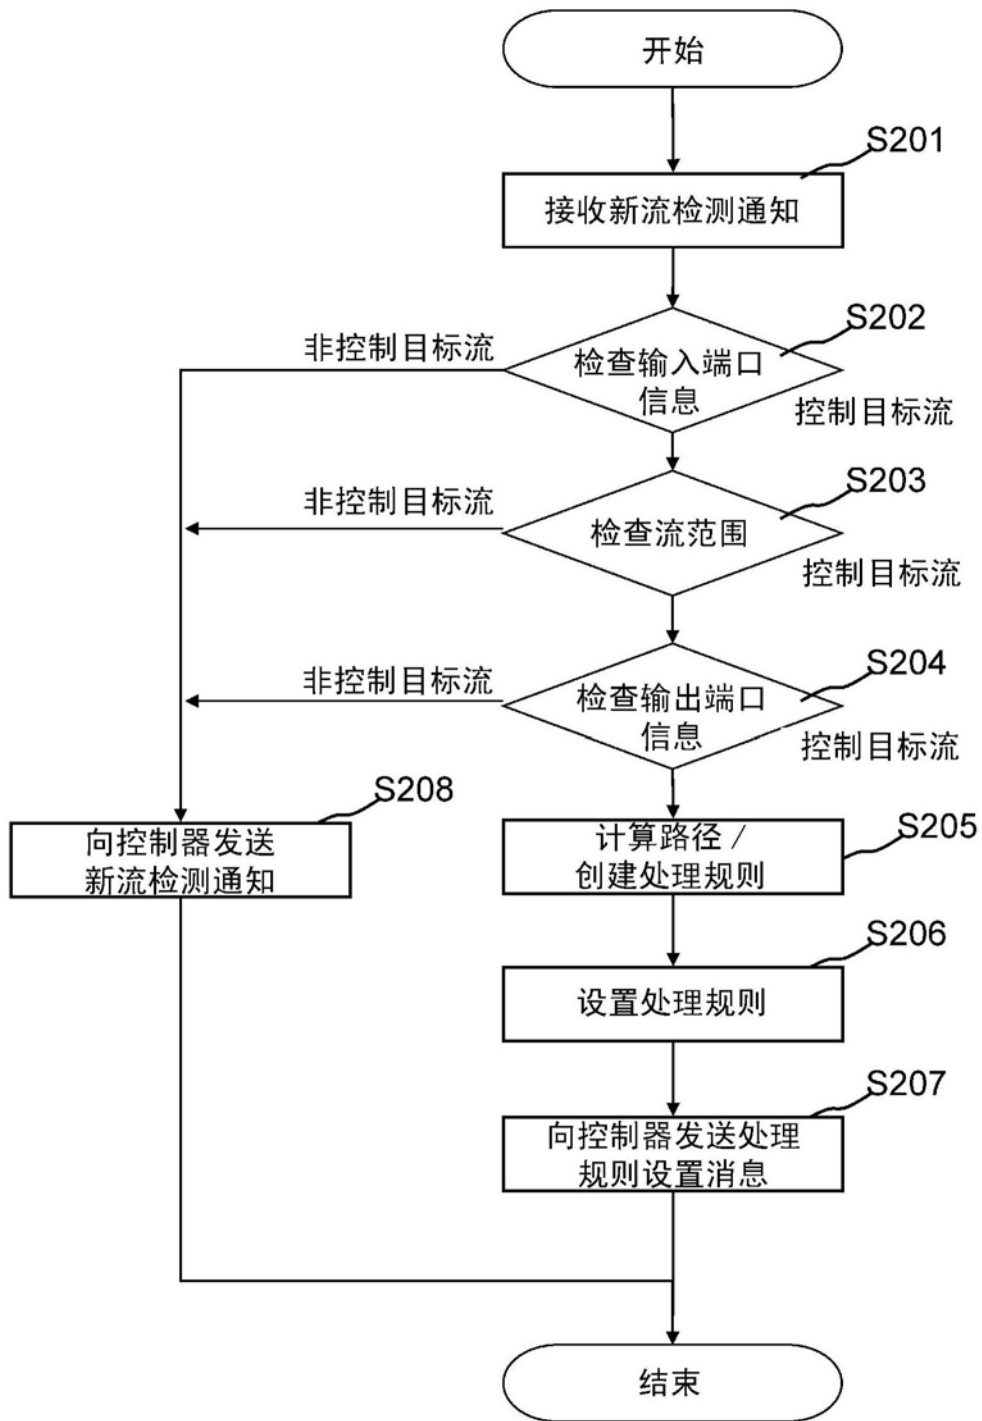 开始
S201
接收新流检测通知
S202
非控制目标流
检查输入端口
信息
控制目标流
S203
非控制目标流
检查流范围
控制目标流
S204
非控制目标流
检查输出端口
信息
控制目标流
S208
向控制器发送
新流检测通知
S205
计算路径 /
创建处理规则
S206
设置处理规则
S207
向控制器发送处理
规则设置消息
结束